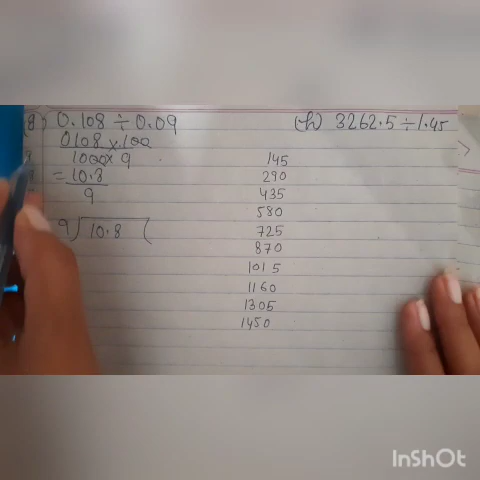 (g) 0.108 ÷ 0.09
0108 × 100
1000 × 9
= 10.8
9
9 10.8
(h) 3262.5 ÷ 1.45
145
290
435
580
725
870
1015
1160
1305
1450
InShOt